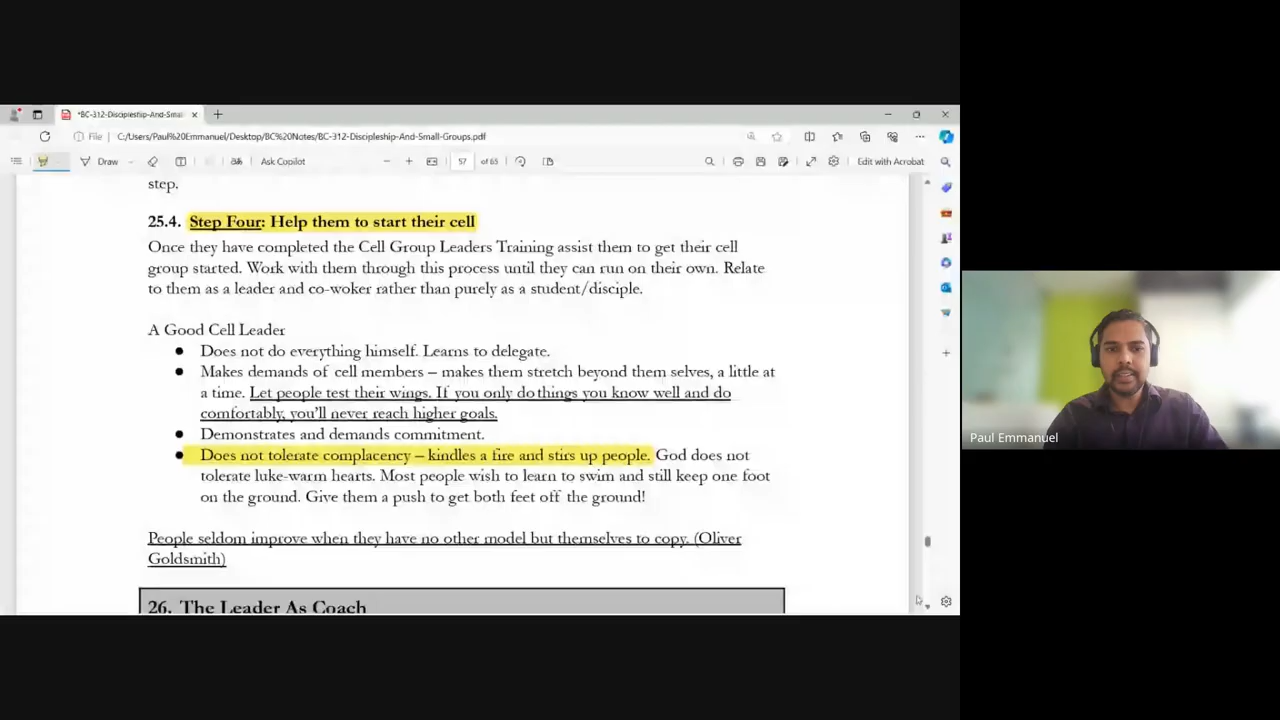 *BC-312-Discipleship-And-Smal
File
C:/Users/Paul%20Emmanuel/Desktop/BC%20Notes/BC-312-Discipleship-And-Small-Groups.pdf
Draw
Ask Copilot
57 of 65
Edit with Acrobat
step.
25.4. Step Four: Help them to start their cell
Once they have completed the Cell Group Leaders Training assist them to get their cell
group started. Work with them through this process until they can run on their own. Relate
to them as a leader and co-woker rather than purely as a student/disciple.
A Good Cell Leader
● Does not do everything himself. Learns to delegate.
● Makes demands of cell members – makes them stretch beyond them selves, a little at
a time. Let people test their wings. If you only do things you know well and do
comfortably, you'll never reach higher goals.
● Demonstrates and demands commitment.
● Does not tolerate complacency – kindles a fire and stirs up people. God does not
tolerate luke-warm hearts. Most people wish to learn to swim and still keep one foot
on the ground. Give them a push to get both feet off the ground!
People seldom improve when they have no other model but themselves to copy. (Oliver
Goldsmith)
26. The Leader As Coach
Paul Emmanuel